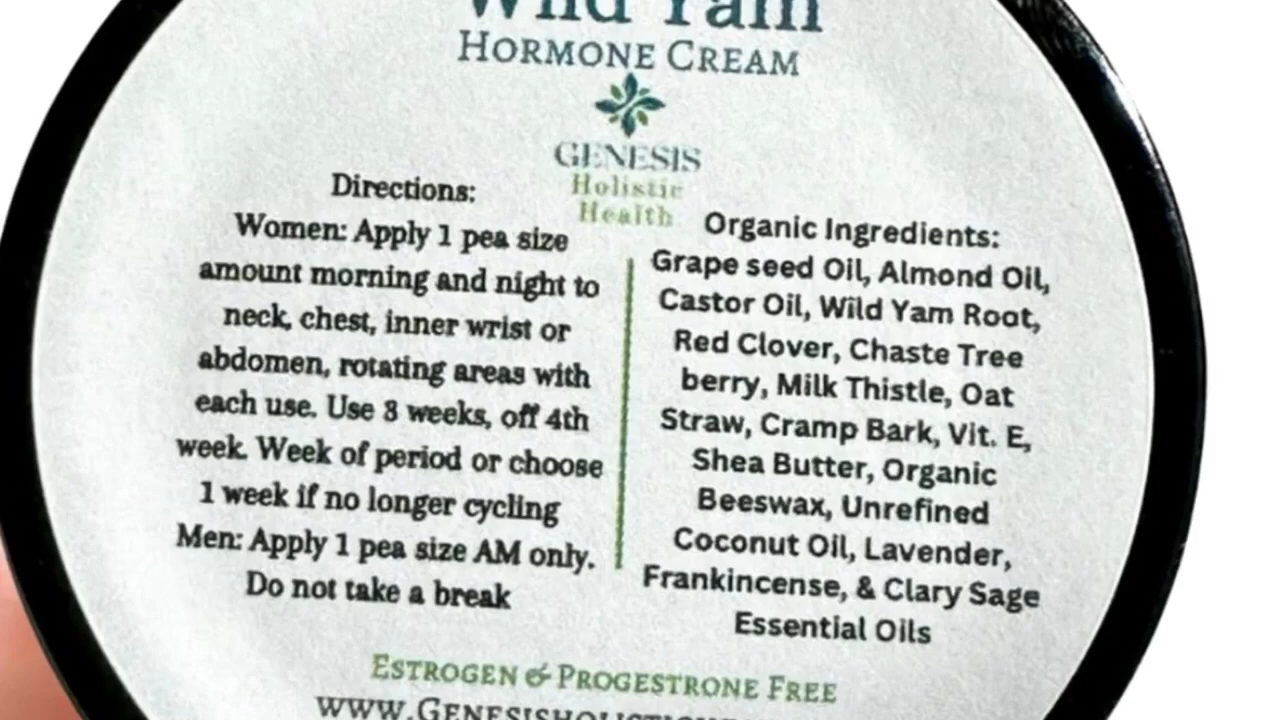 Wild Yam
HORMONE CREAM
GENESIS
Holistic
Health
Directions:
Women: Apply 1 pea size
amount morning and night to
neck, chest, inner wrist or
abdomen, rotating areas with
each use. Use 3 weeks, off 4th
week. Week of period or choose
1 week if no longer cycling
Men: Apply 1 pea size AM only.
Do not take a break
Organic Ingredients:
Grape seed Oil, Almond Oil,
Castor Oil, Wild Yam Root,
Red Clover, Chaste Tree
berry, Milk Thistle, Oat
Straw, Cramp Bark, Vit. E,
Shea Butter, Organic
Beeswax, Unrefined
Coconut Oil, Lavender,
Frankincense, & Clary Sage
Essential Oils
ESTROGEN & PROGESTRONE FREE